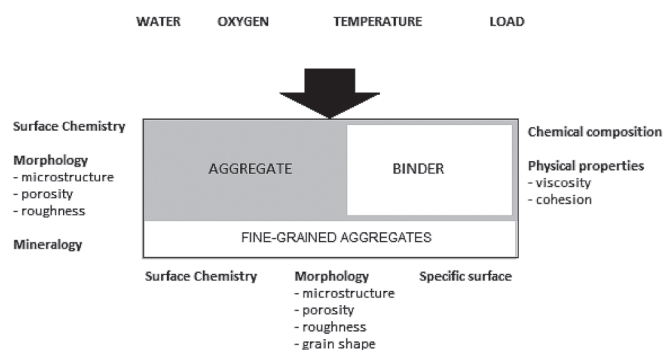 WATER OXYGEN TEMPERATURE LOAD
Surface Chemistry
Morphology
- microstructure
- porosity
- roughness
Mineralogy
AGGREGATE
BINDER
FINE-GRAINED AGGREGATES
Chemical composition
Physical properties
- viscosity
- cohesion
Surface Chemistry
Morphology
- microstructure
- porosity
- roughness
- grain shape
Specific surface